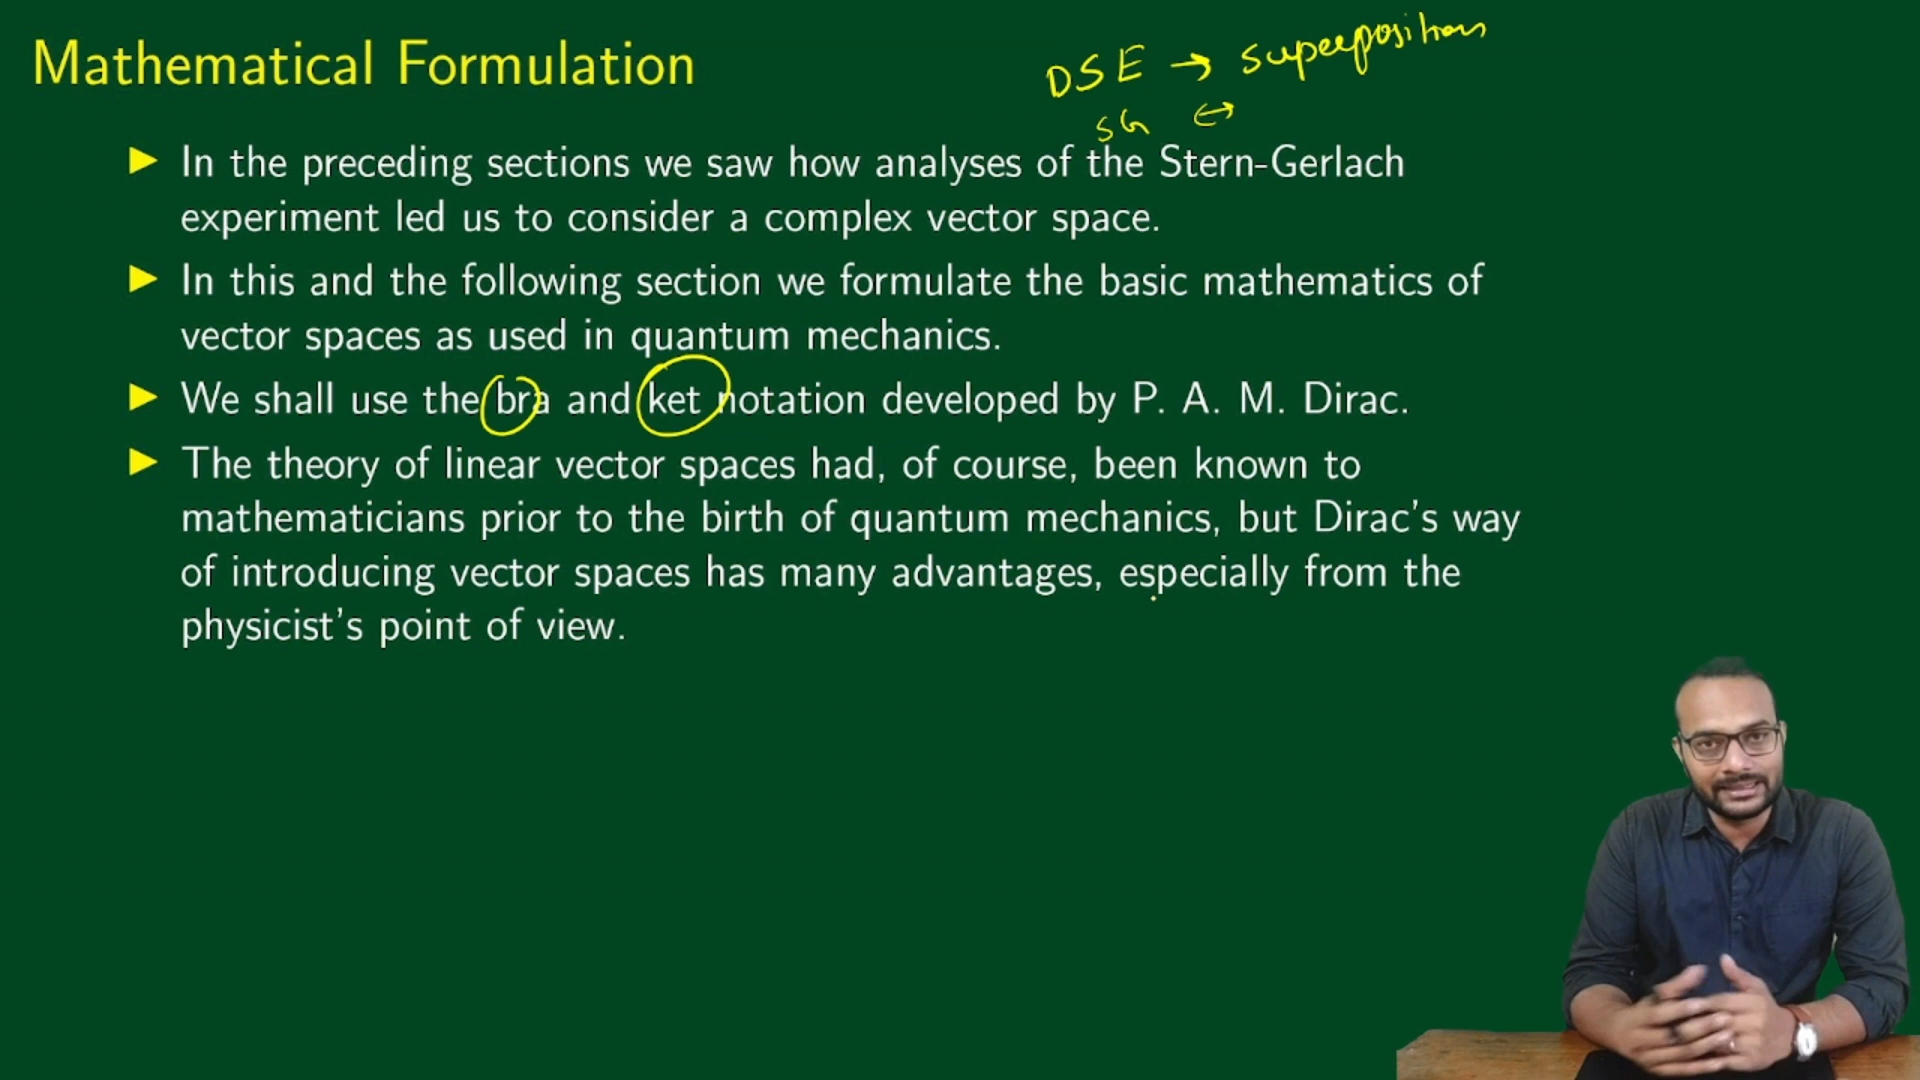 Mathematical Formulation
DSE → superposition
SG ↔
▶ In the preceding sections we saw how analyses of the Stern-Gerlach
experiment led us to consider a complex vector space.
▶ In this and the following section we formulate the basic mathematics of
vector spaces as used in quantum mechanics.
▶ We shall use the bra and ket notation developed by P. A. M. Dirac.
▶ The theory of linear vector spaces had, of course, been known to
mathematicians prior to the birth of quantum mechanics, but Dirac's way
of introducing vector spaces has many advantages, especially from the
physicist's point of view.